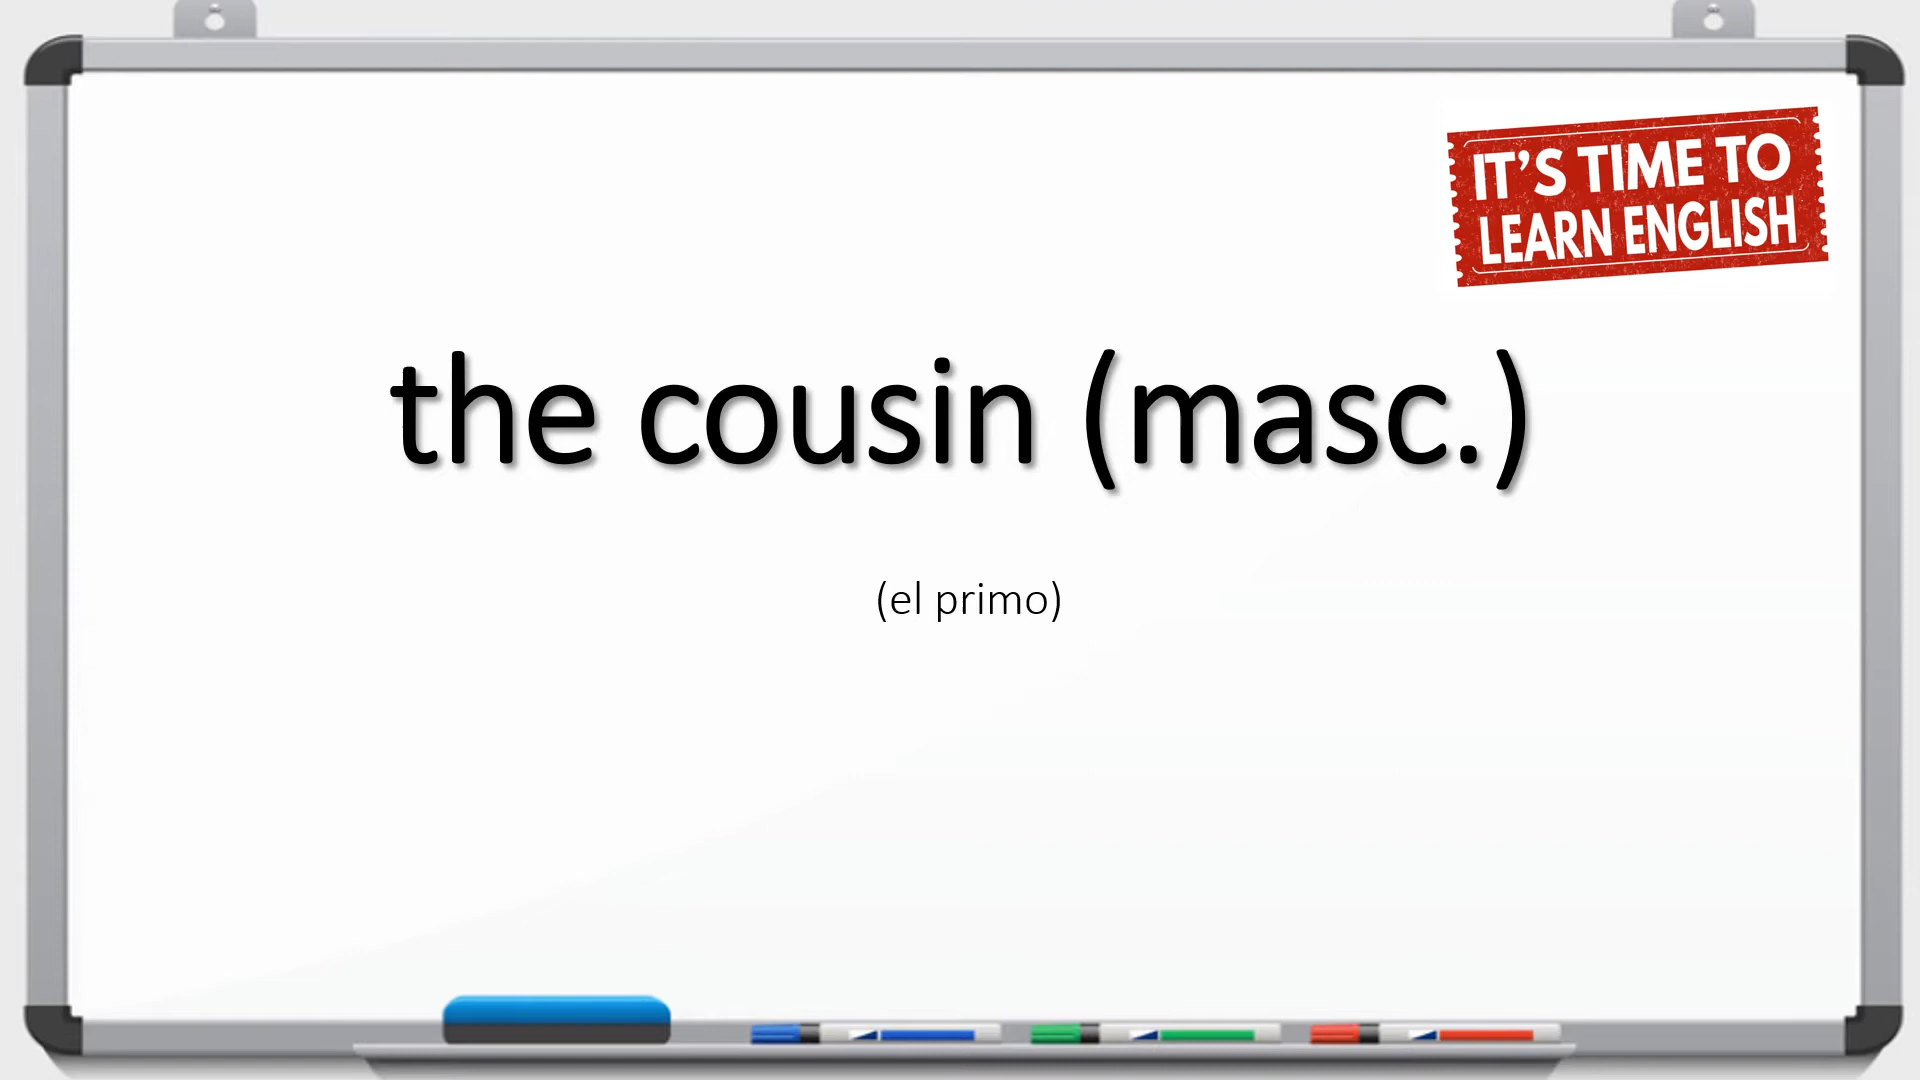 IT'S TIME TO
LEARN ENGLISH
the cousin (masc.)
(el primo)